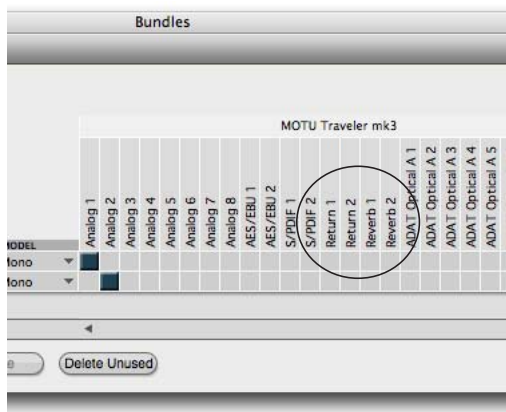 Bundles
MOTU Traveler mk3
Analog 1
Analog 2
Analog 3
Analog 4
Analog 5
Analog 6
Analog 7
Analog 8
AES/EBU 1
AES/EBU 2
S/PDIF 1
S/PDIF 2
Return 1
Return 2
Reverb 1
Reverb 2
ADAT Optical A 1
ADAT Optical A 2
ADAT Optical A 3
ADAT Optical A 4
ADAT Optical A 5
MODEL
Mono
Mono
Delete Unused